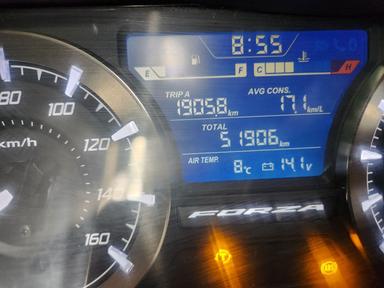 8:55
80
E F C H
TRIP A AVG CONS.
1905.8 km 17.1 km/L
100
TOTAL
51906 km
120
km/h
AIR TEMP. 8°C 14.1 V
140
FORZA
160
ABS